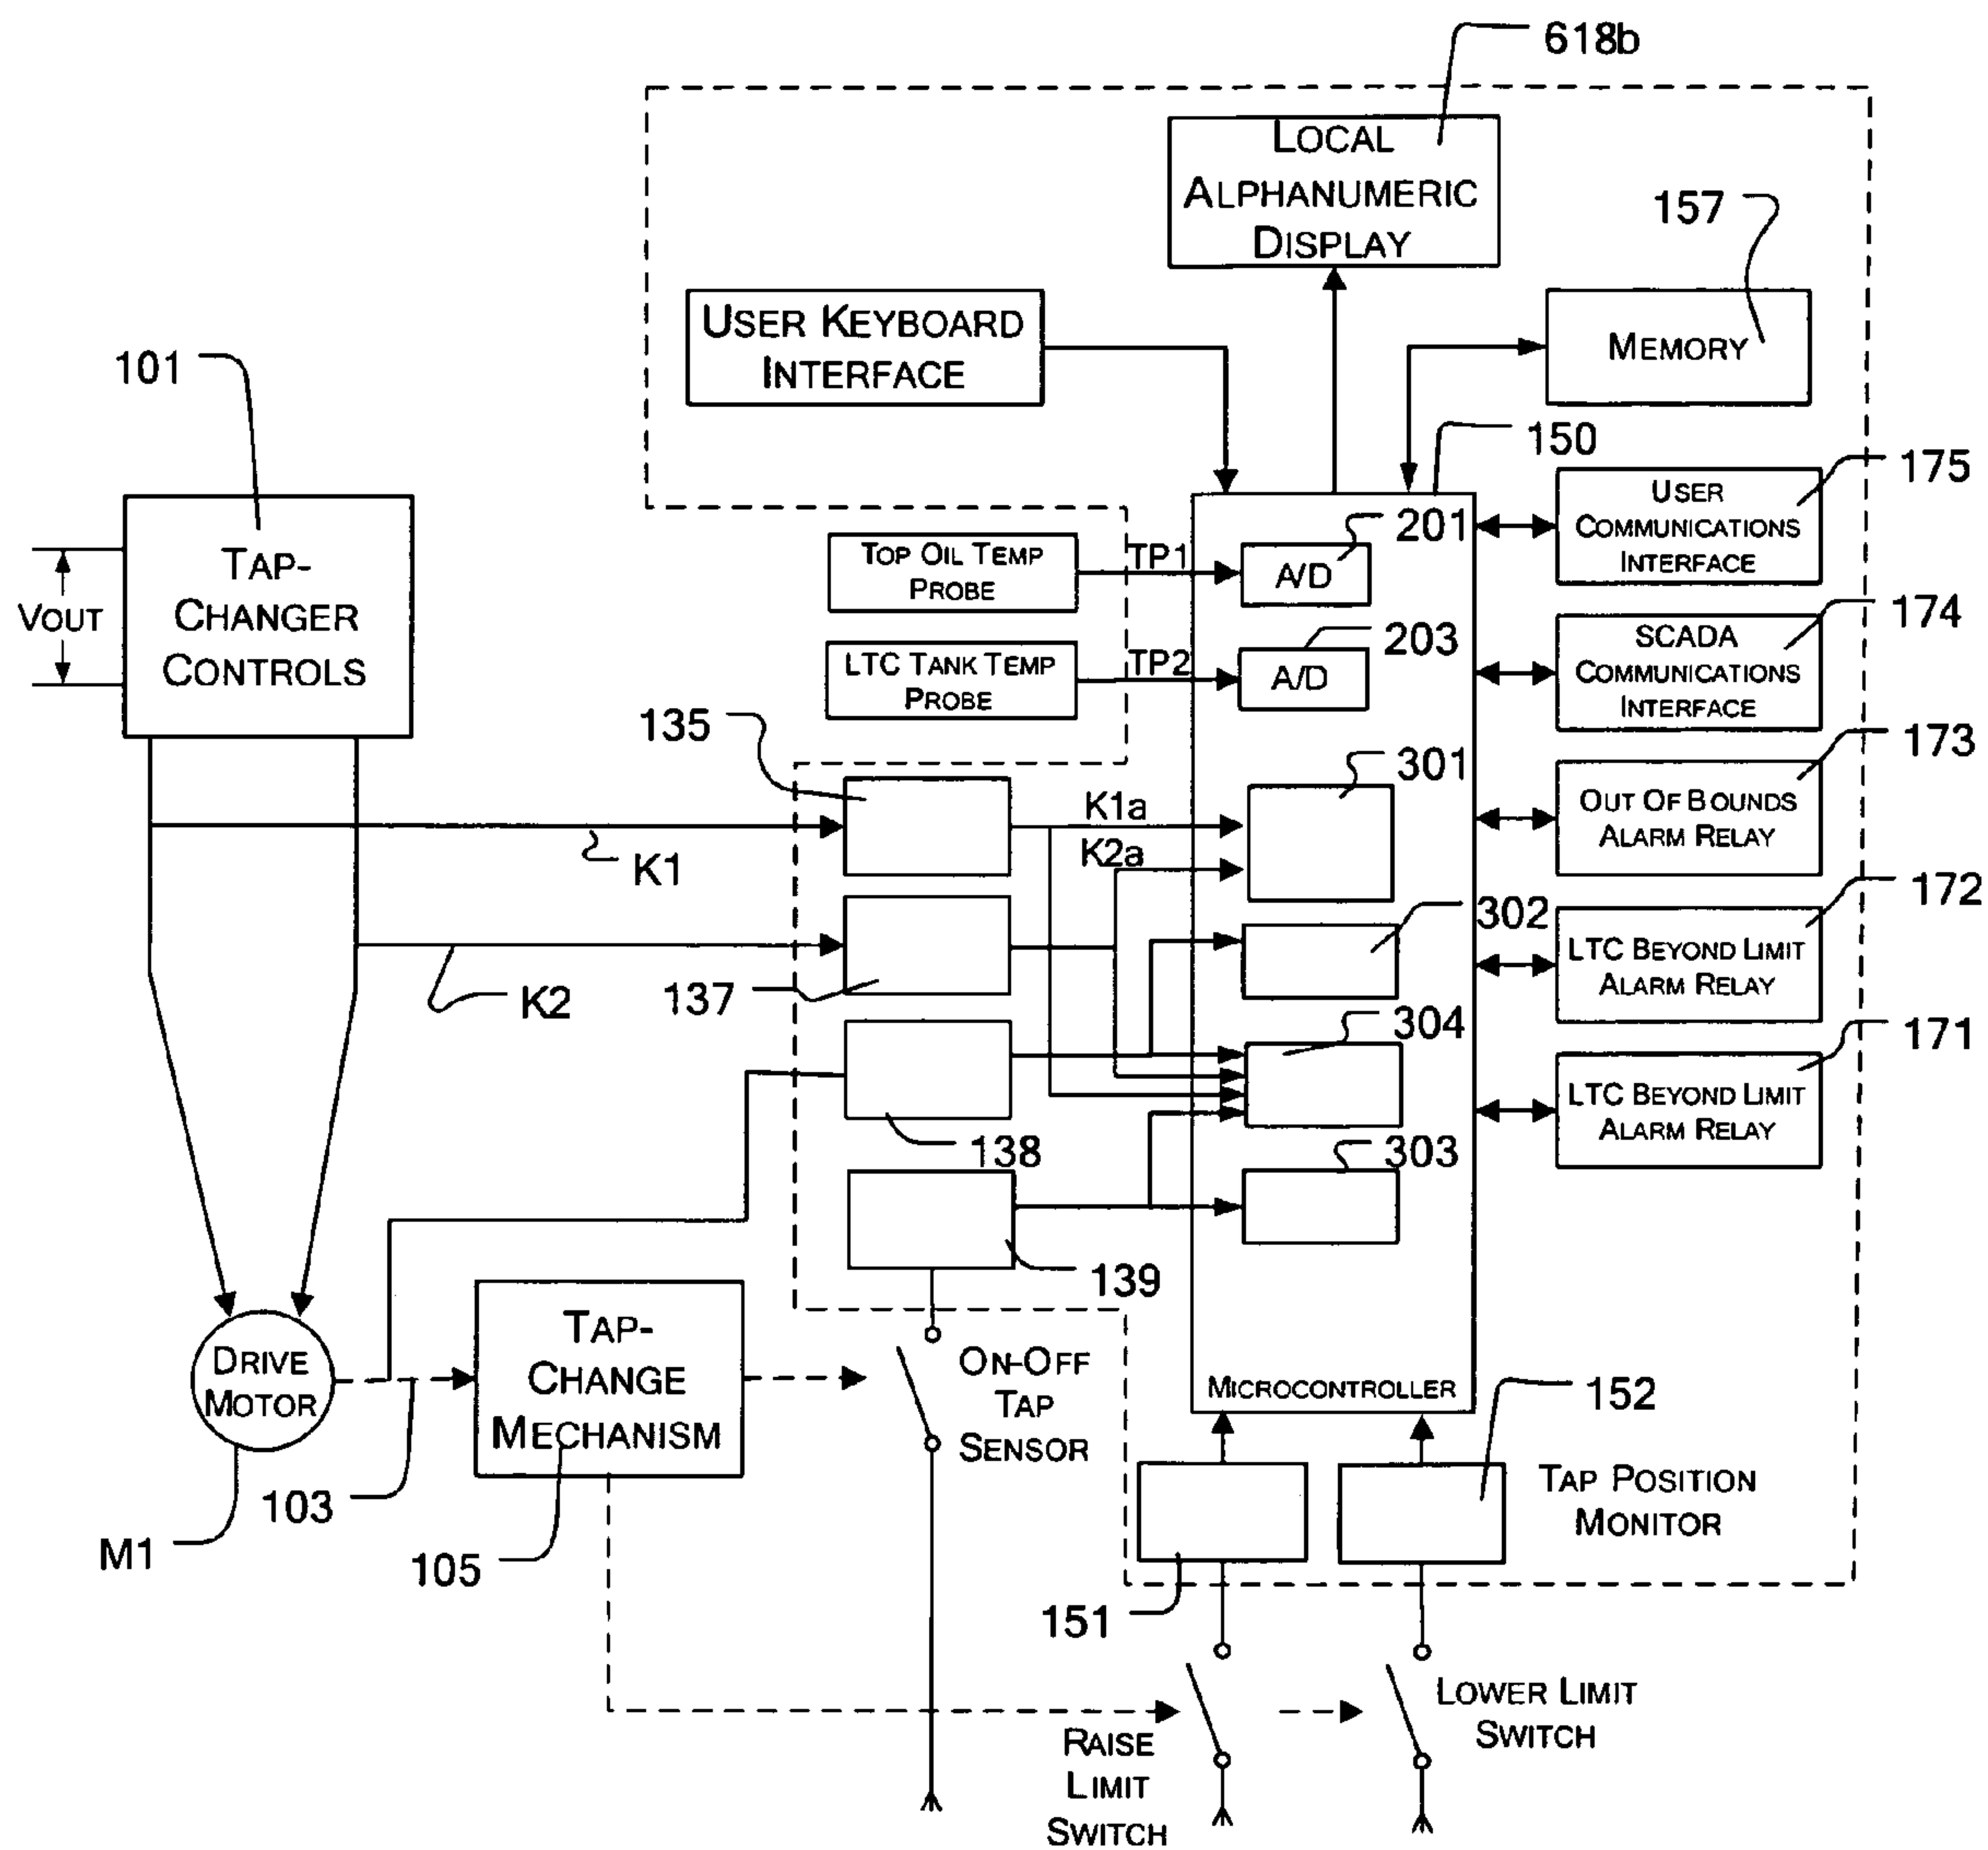 618b
LOCAL
ALPHANUMERIC
DISPLAY
157
USER KEYBOARD
INTERFACE
MEMORY
101
150
175
USER
COMMUNICATIONS
INTERFACE
TAP-
CHANGER
CONTROLS
VOUT
TOP OIL TEMP
PROBE
TP1
201
A/D
174
SCADA
COMMUNICATIONS
INTERFACE
LTC TANK TEMP
PROBE
TP2
203
A/D
135
173
OUT OF BOUNDS
ALARM RELAY
301
K1a
K2a
K1
172
LTC BEYOND LIMIT
ALARM RELAY
302
137
K2
304
171
LTC BEYOND LIMIT
ALARM RELAY
138
303
139
DRIVE
MOTOR
TAP-
CHANGE
MECHANISM
ON-OFF
TAP
SENSOR
MICROCONTROLLER
152
103
M1
105
TAP POSITION
MONITOR
151
LOWER LIMIT
SWITCH
RAISE
LIMIT
SWITCH